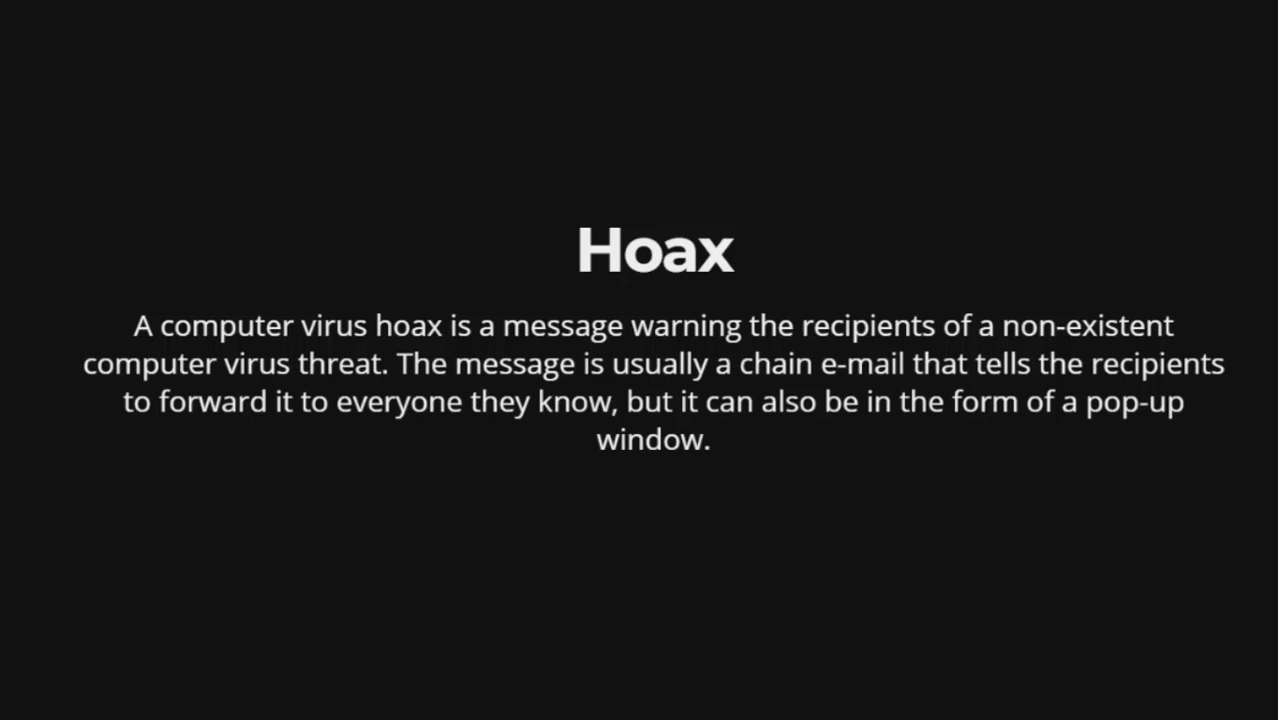 Hoax
A computer virus hoax is a message warning the recipients of a non-existent
computer virus threat. The message is usually a chain e-mail that tells the recipients
to forward it to everyone they know, but it can also be in the form of a pop-up
window.